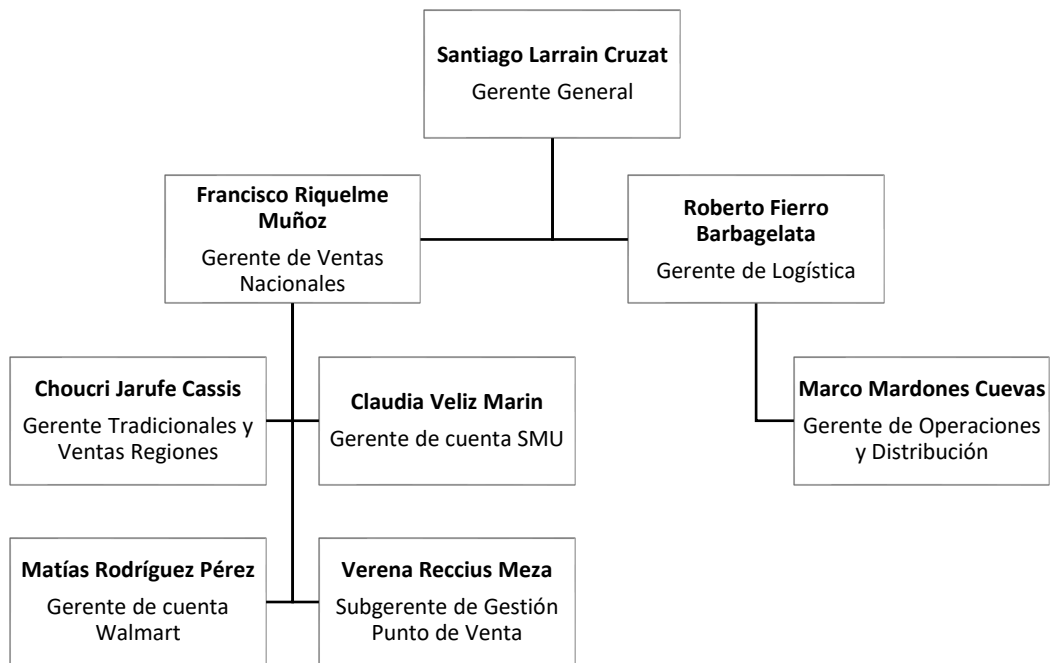 Santiago Larrain Cruzat
Gerente General
Francisco Riquelme
Muñoz
Gerente de Ventas
Nacionales
Roberto Fierro
Barbagelata
Gerente de Logística
Choucri Jarufe Cassis
Gerente Tradicionales y
Ventas Regiones
Claudia Veliz Marin
Gerente de cuenta SMU
Marco Mardones Cuevas
Gerente de Operaciones
y Distribución
Matías Rodríguez Pérez
Gerente de cuenta
Walmart
Verena Reccius Meza
Subgerente de Gestión
Punto de Venta